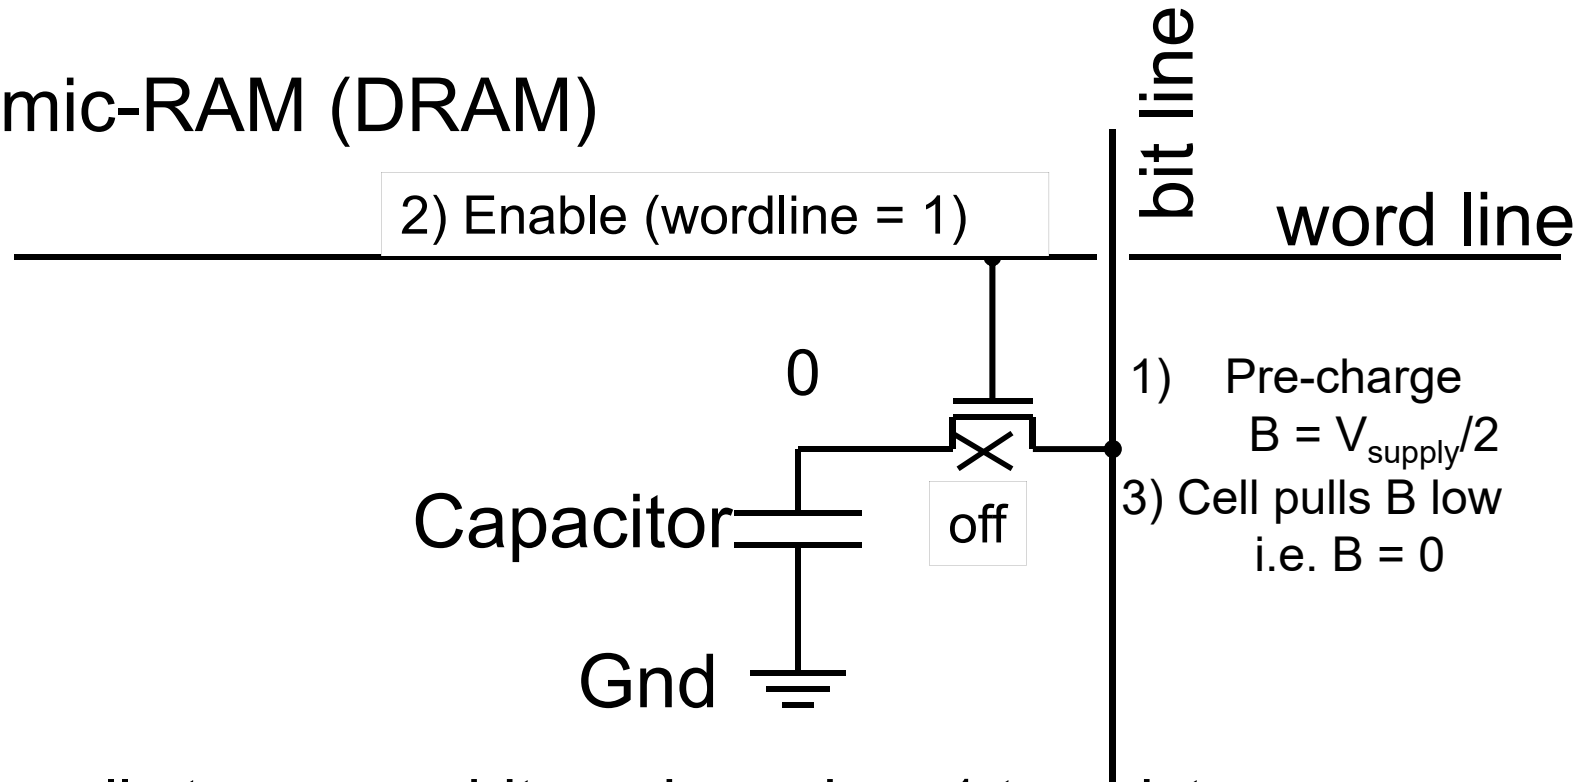 mic-RAM (DRAM)
bit line
2) Enable (wordline = 1)
word line
0
1) Pre-charge
B = Vsupply/2
3) Cell pulls B low
i.e. B = 0
Capacitor
off
Gnd